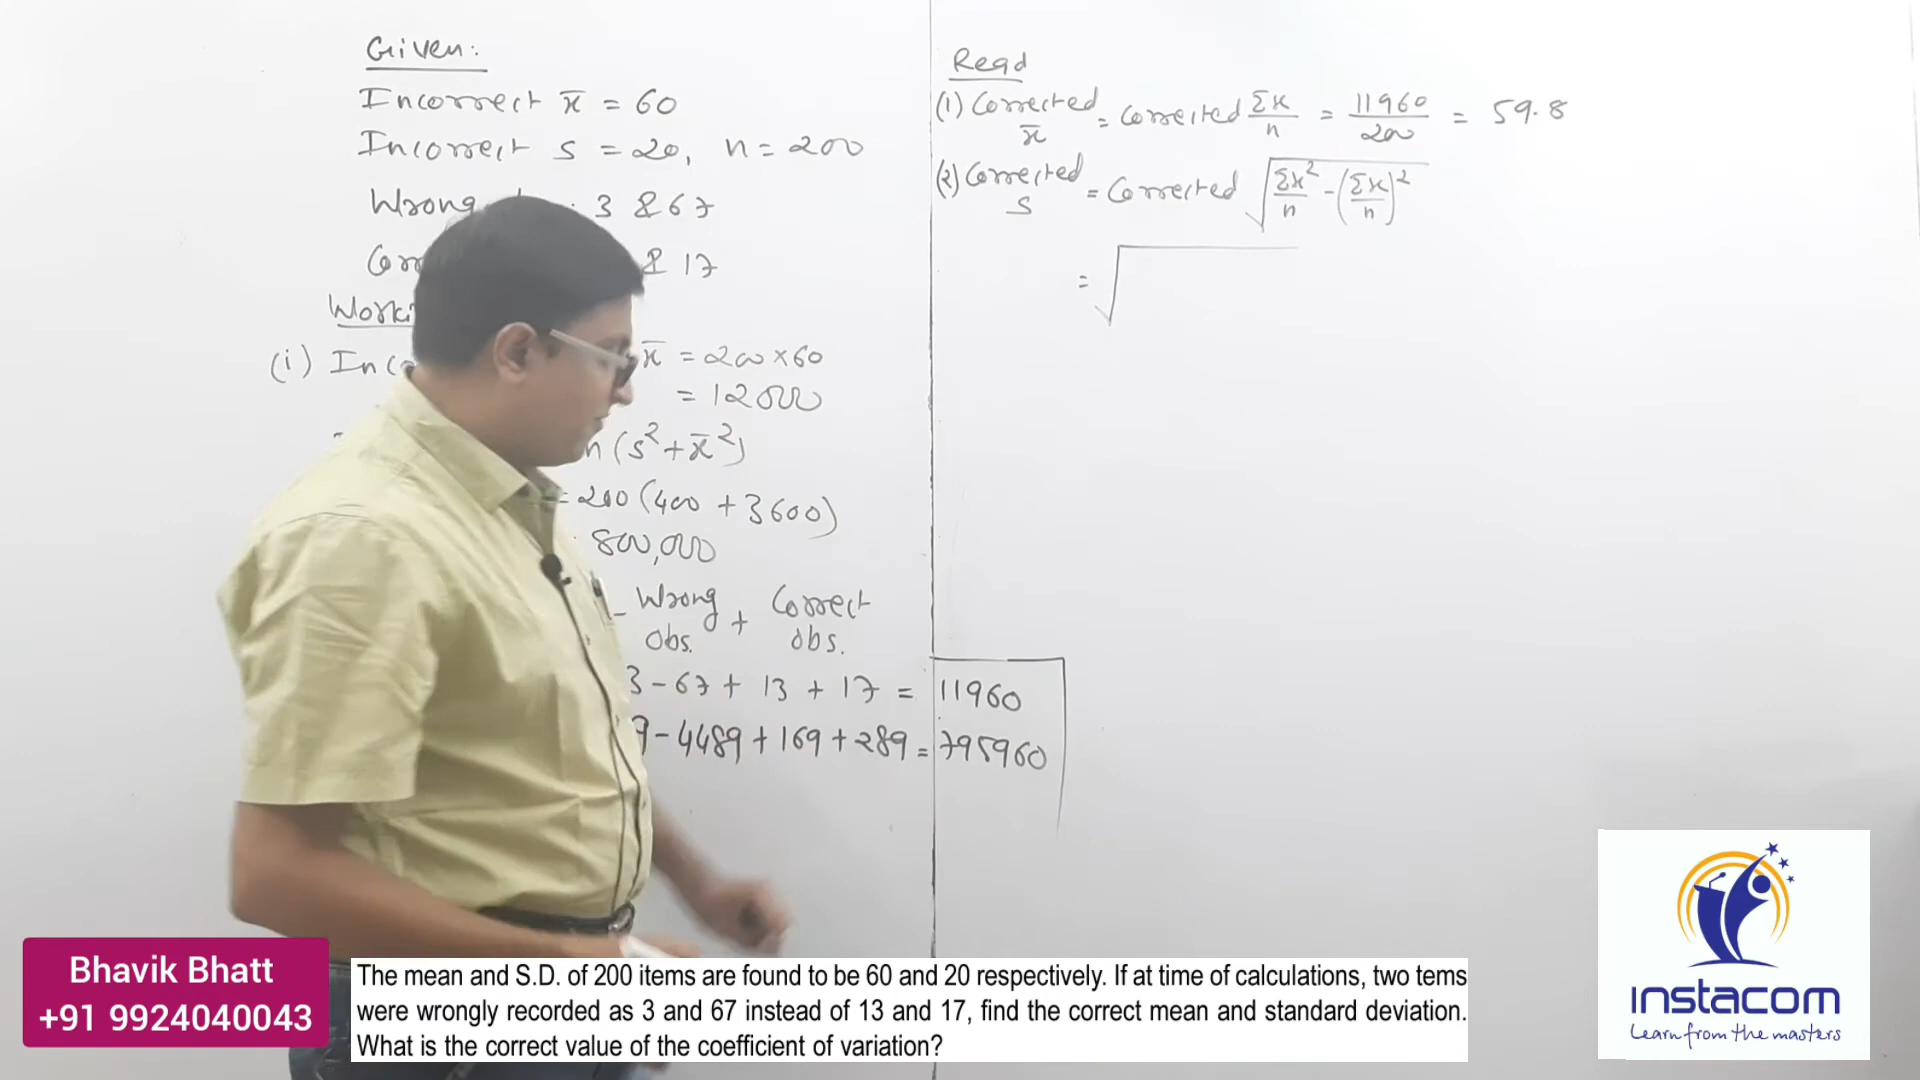 Given:
Incorrect x̄ = 60
Incorrect s = 20, n = 200
Wrong 3 & 67
& 17
(i) x̄ = 200 × 60
= 12000
n (s² + x̄²)
= 200 (400 + 3600)
800,000
- Wrong obs. + Correct obs.
3 - 67 + 13 + 17 = 11960
9 - 4489 + 169 + 289 = 795960
Read
(1) Corrected x̄ = Corrected Σx/n = 11960/200 = 59.8
(2) Corrected s = Corrected √(Σx²/n - (Σx/n)²)
= √
Bhavik Bhatt
+91 9924040043
The mean and S.D. of 200 items are found to be 60 and 20 respectively. If at time of calculations, two tems
were wrongly recorded as 3 and 67 instead of 13 and 17, find the correct mean and standard deviation.
What is the correct value of the coefficient of variation?
instacom
Learn from the masters